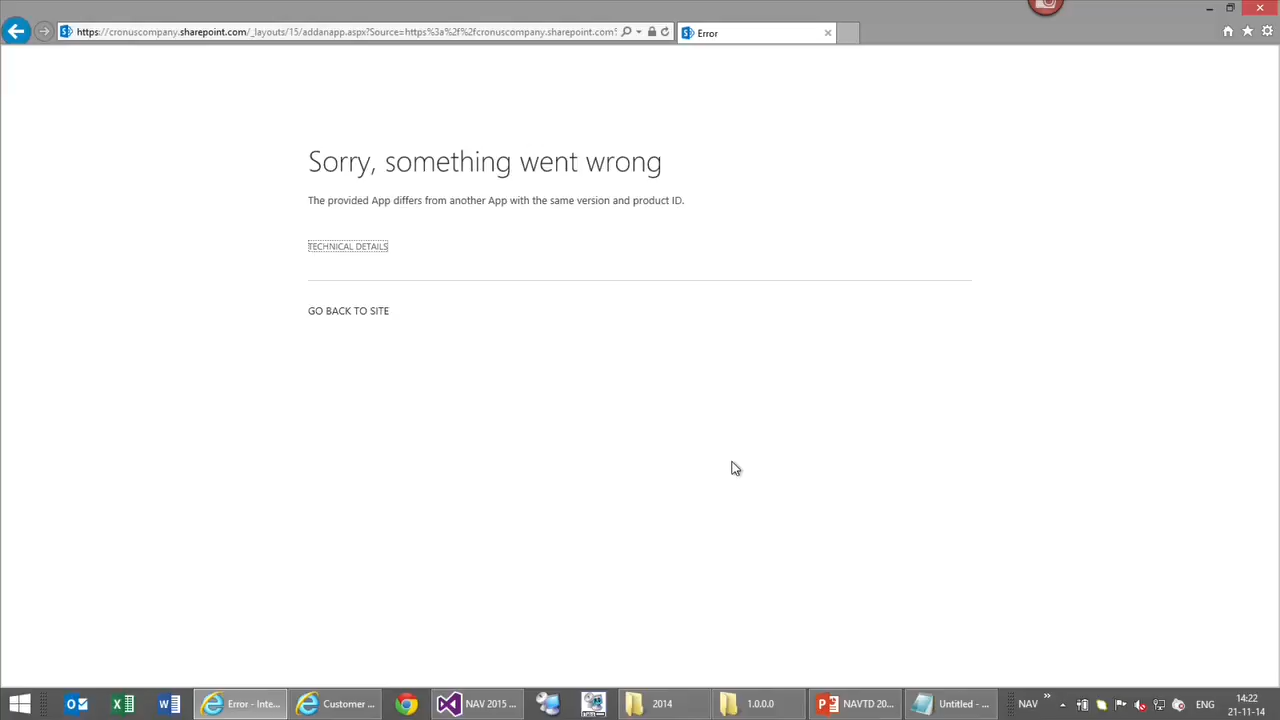 https://cronuscompany.sharepoint.com/_layouts/15/addanapp.aspx?Source=https%3a%2f%2fcronuscompany.sharepoint.com
Error
Sorry, something went wrong
The provided App differs from another App with the same version and product ID.
TECHNICAL DETAILS
GO BACK TO SITE
Error - Inte...
Customer ...
NAV 2015 ...
2014
1.0.0.0
NAVTD 20...
Untitled - ...
NAV
ENG
14:22
21-11-14